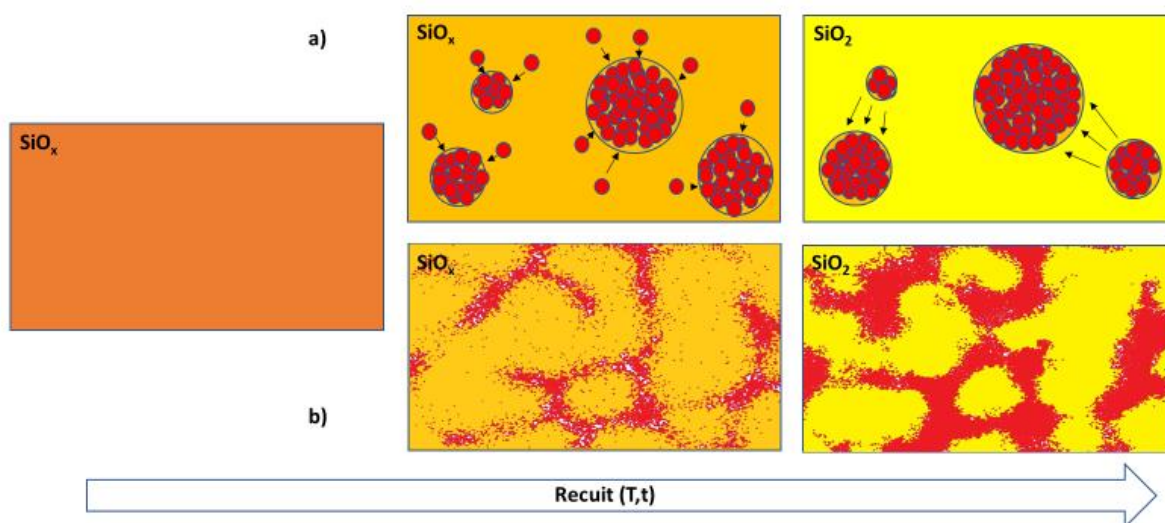 a)
SiOₓ
SiO₂
SiOₓ
SiOₓ
SiO₂
b)
Recuit (T,t)